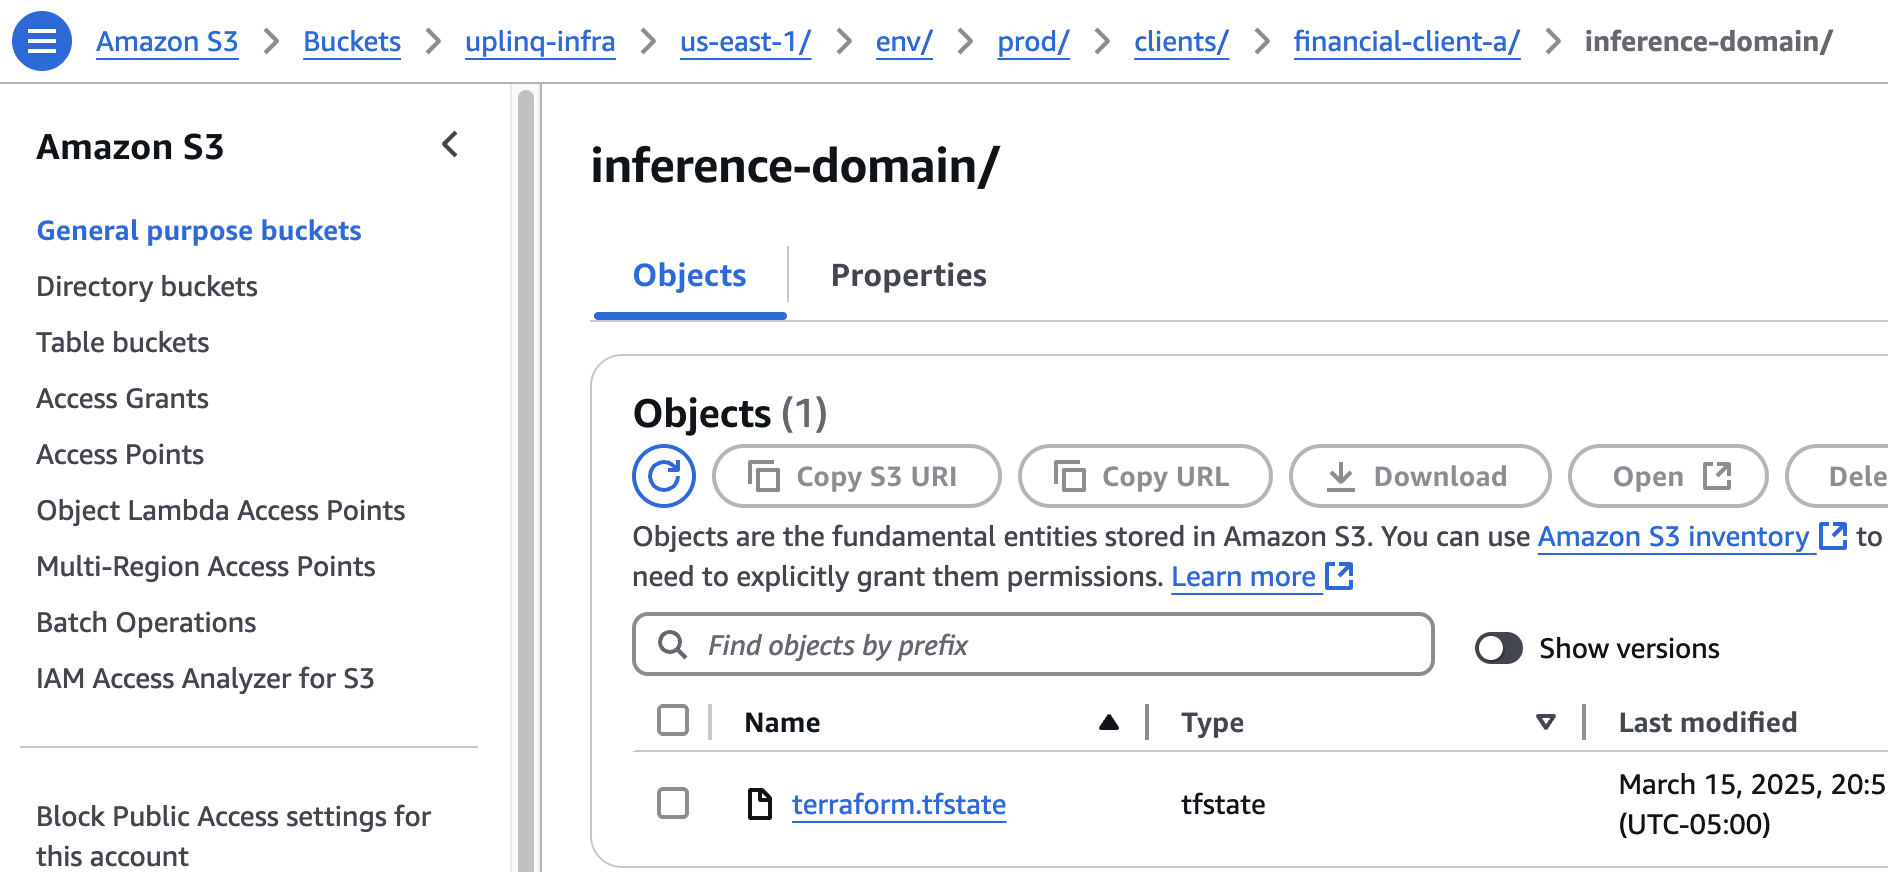 Amazon S3 > Buckets > uplinq-infra > us-east-1/ > env/ > prod/ > clients/ > financial-client-a/ > inference-domain/
Amazon S3
General purpose buckets
Directory buckets
Table buckets
Access Grants
Access Points
Object Lambda Access Points
Multi-Region Access Points
Batch Operations
IAM Access Analyzer for S3
Block Public Access settings for
this account
inference-domain/
Objects
Properties
Objects (1)
Copy S3 URI
Copy URL
Download
Open
Dele
Objects are the fundamental entities stored in Amazon S3. You can use Amazon S3 inventory to
need to explicitly grant them permissions. Learn more
Find objects by prefix
Show versions
Name
Type
Last modified
terraform.tfstate
tfstate
March 15, 2025, 20:5
(UTC-05:00)